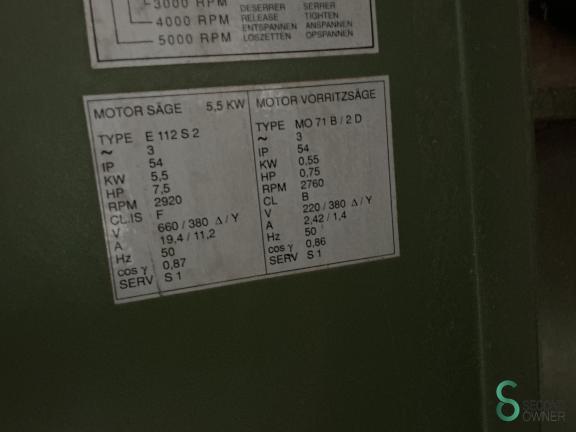 3000 RPM
4000 RPM
5000 RPM
DESERRER SERRER
RELEASE TIGHTEN
ENTSPANNEN ANSPANNEN
LOSZETTEN OPSPANNEN
MOTOR SÄGE 5,5 KW
TYPE E 112 S 2
~ 3
IP 54
KW 5,5
HP 7,5
RPM 2920
CL.IS F
V 660 / 380 Δ / Y
A 19,4 / 11,2
Hz 50
cos γ 0,87
SERV S 1
MOTOR VORRITZSÄGE
TYPE MO 71 B / 2 D
~ 3
IP 54
KW 0,55
HP 0,75
RPM 2760
CL B
V 220 / 380 Δ / Y
A 2,42 / 1,4
Hz 50
cos γ 0,86
SERV S 1
SECOND
OWNER